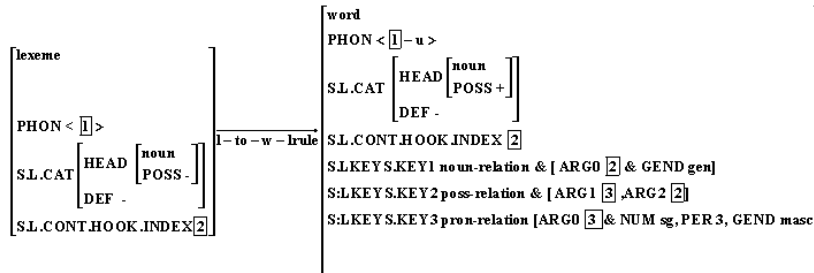 lexeme
PHON < 1 >
S.L.CAT
HEAD
noun
POSS -
DEF -
S.L.CONT.HOOK.INDEX 2
l – to – w – lrule
word
PHON < 1 – u >
S.L.CAT
HEAD
noun
POSS +
DEF -
S.L.CONT.HOOK.INDEX 2
S.L.KEYS.KEY1 noun-relation & [ ARG0 2 & GEND gen]
S:L.KEYS.KEY2 poss-relation & [ ARG1 3 ,ARG2 2 ]
S:L.KEYS.KEY3 pron-relation [ARG0 3 & NUM sg, PER 3, GEND masc